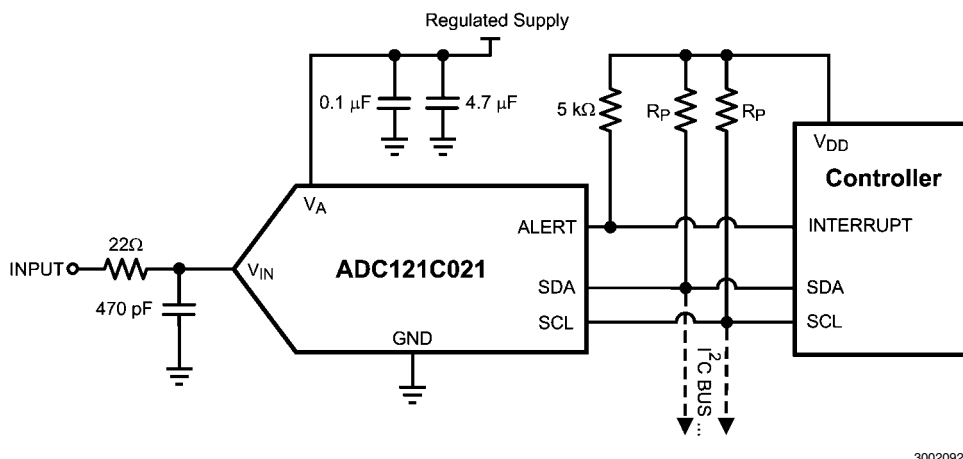 Regulated Supply
0.1 µF
4.7 µF
5 kΩ
RP
RP
VDD
Controller
VA
ALERT
INTERRUPT
22Ω
INPUT
VIN
ADC121C021
470 pF
SDA
SDA
SCL
SCL
GND
I²C BUS ...
3002092